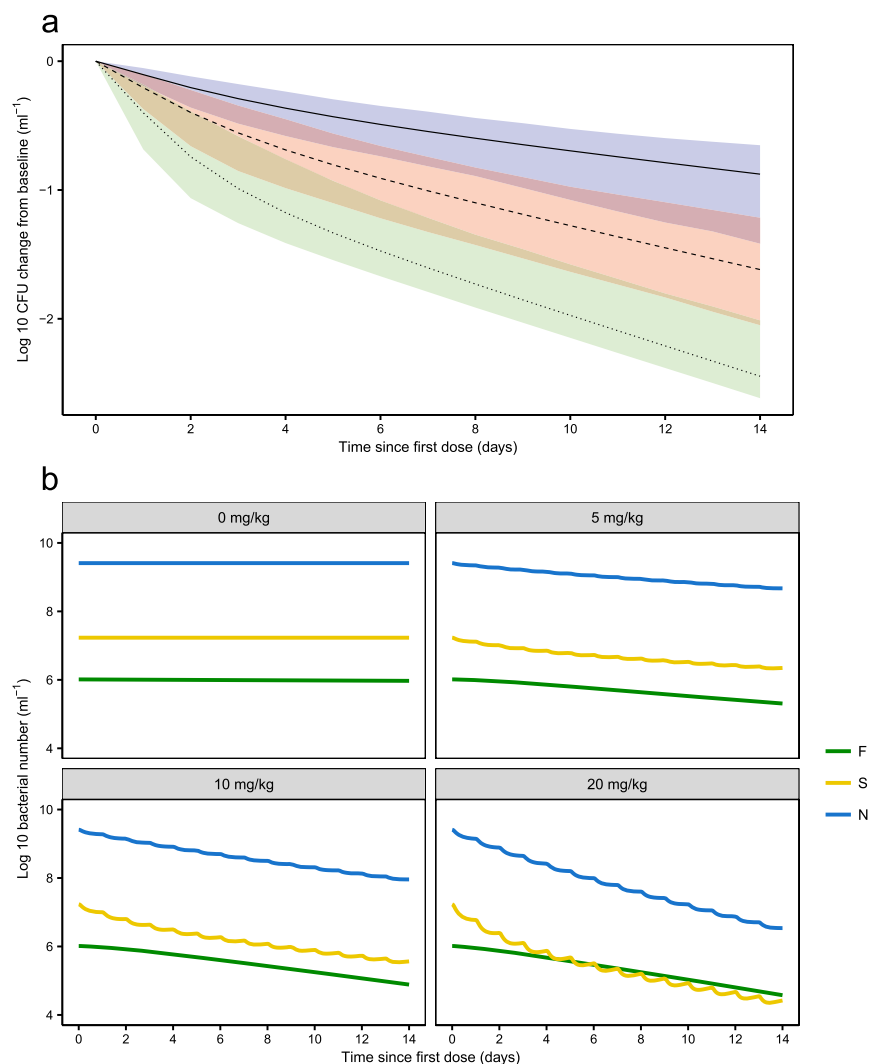 a
Log 10 CFU change from baseline (ml⁻¹)
0
−1
−2
0 2 4 6 8 10 12 14
Time since first dose (days)
b
Log 10 bacterial number (ml⁻¹)
0 mg/kg 5 mg/kg
10
8
6
4
10 mg/kg 20 mg/kg
10
8
6
4
0 2 4 6 8 10 12 14 0 2 4 6 8 10 12 14
Time since first dose (days)
F
S
N